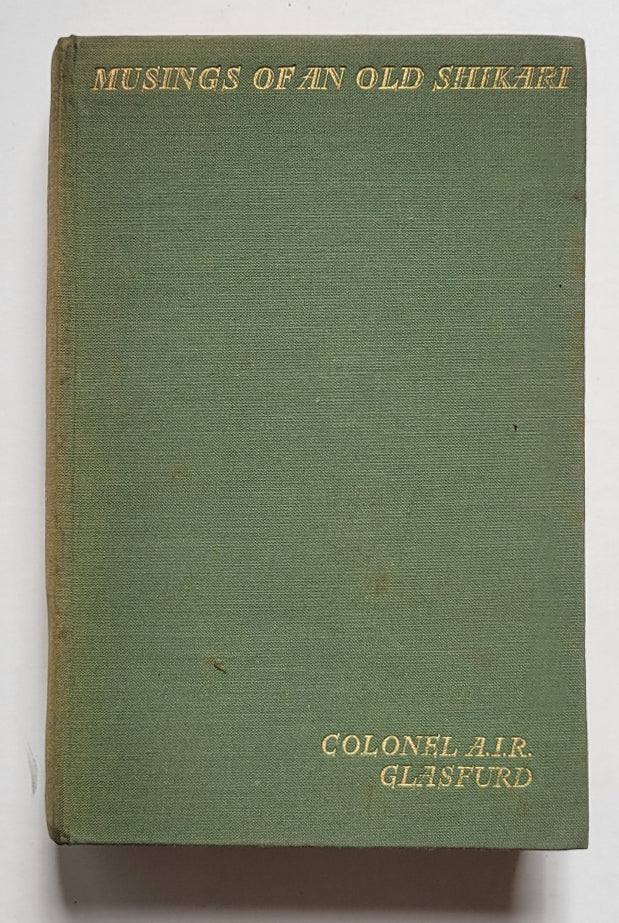 MUSINGS OF AN OLD SHIKARI
COLONEL A.I.R.
GLASFURD